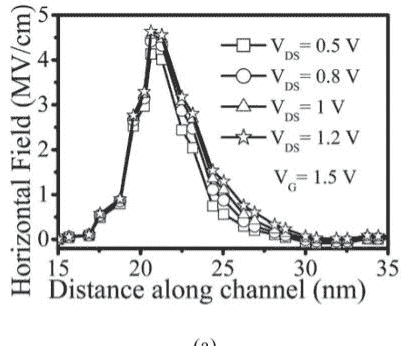 Horizontal Field (MV/cm)
5
4
3
2
1
0
V_DS= 0.5 V
V_DS= 0.8 V
V_DS= 1 V
V_DS= 1.2 V
V_G= 1.5 V
15 20 25 30 35
Distance along channel (nm)
(a)